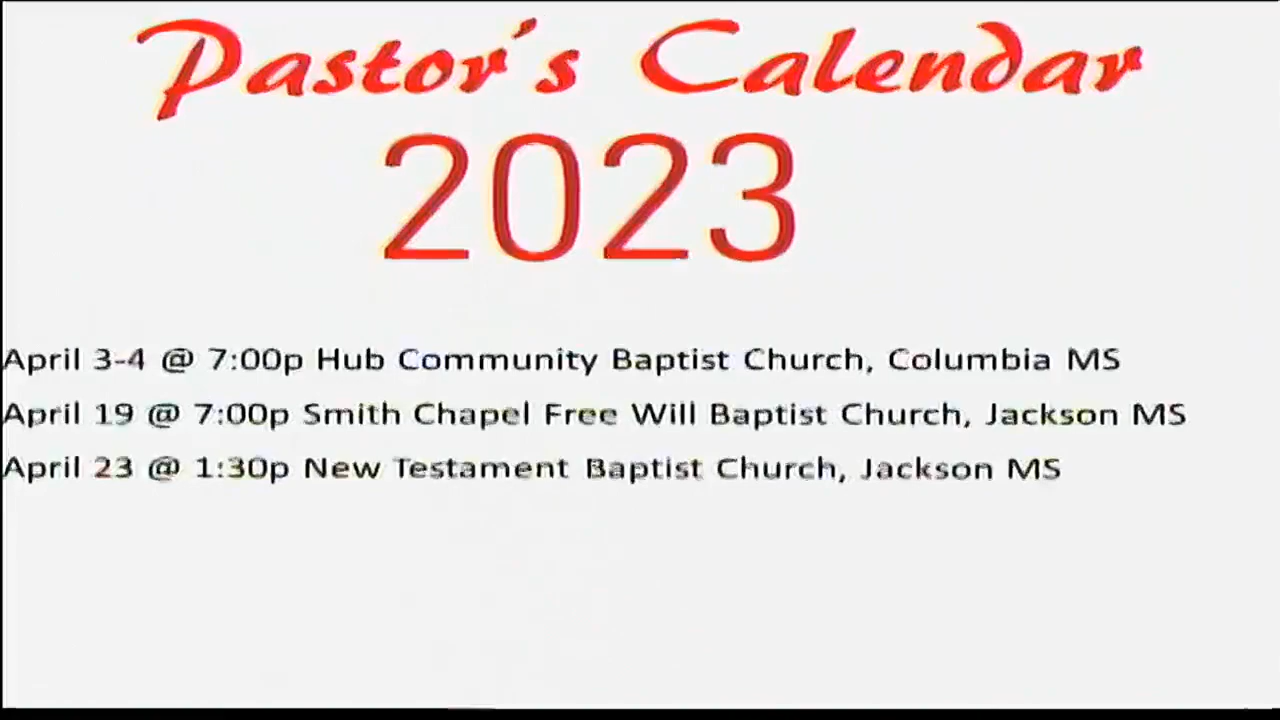 Pastor's Calendar
2023
April 3-4 @ 7:00p Hub Community Baptist Church, Columbia MS
April 19 @ 7:00p Smith Chapel Free Will Baptist Church, Jackson MS
April 23 @ 1:30p New Testament Baptist Church, Jackson MS